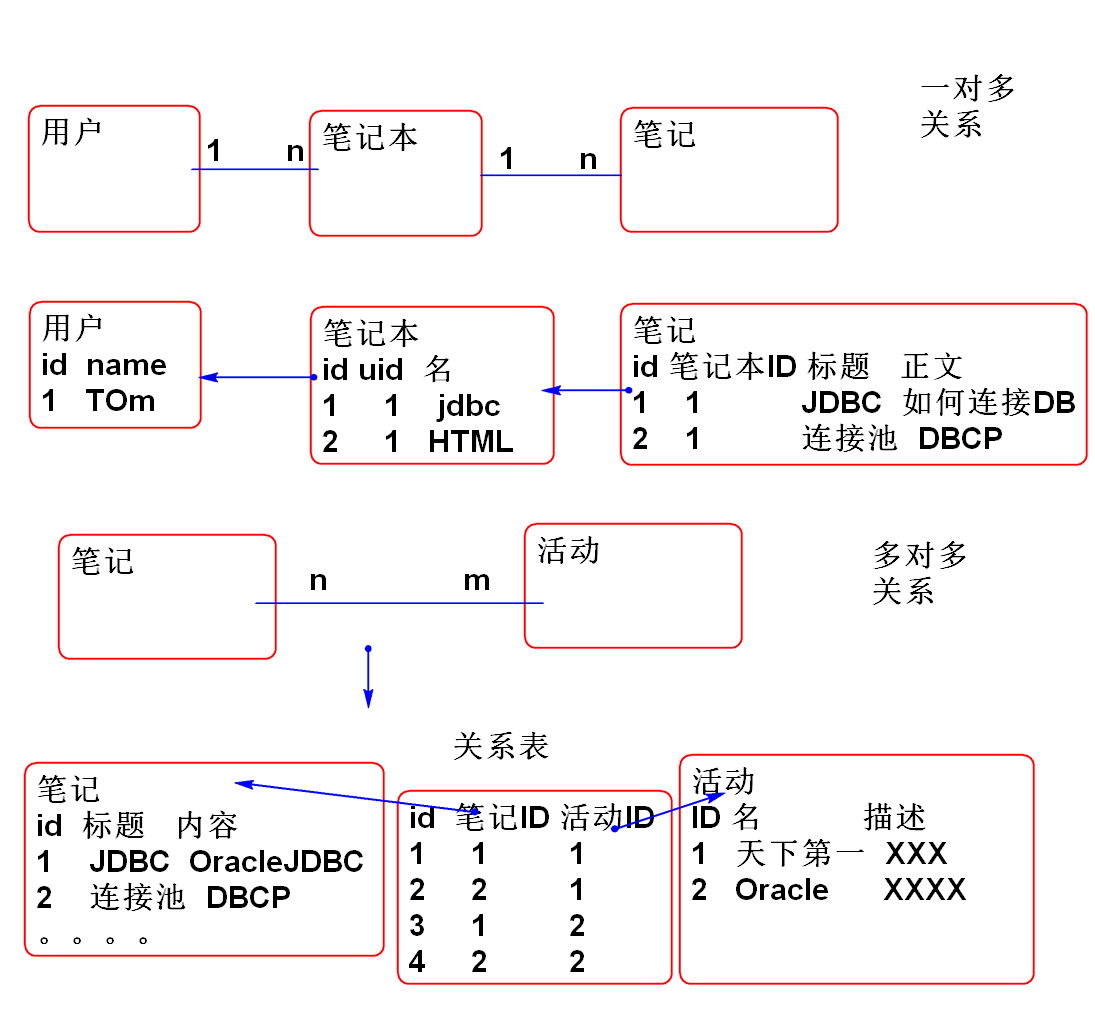 一对多
关系
用户
1 n
笔记本
1 n
笔记
用户
id name
1 TOm
笔记本
id uid 名
1 1 jdbc
2 1 HTML
笔记
id 笔记本ID 标题 正文
1 1 JDBC 如何连接DB
2 1 连接池 DBCP
多对多
关系
笔记
n m
活动
关系表
笔记
id 标题 内容
1 JDBC OracleJDBC
2 连接池 DBCP
。。。。
id 笔记ID 活动ID
1 1 1
2 2 1
3 1 2
4 2 2
活动
ID 名 描述
1 天下第一 XXX
2 Oracle XXXX